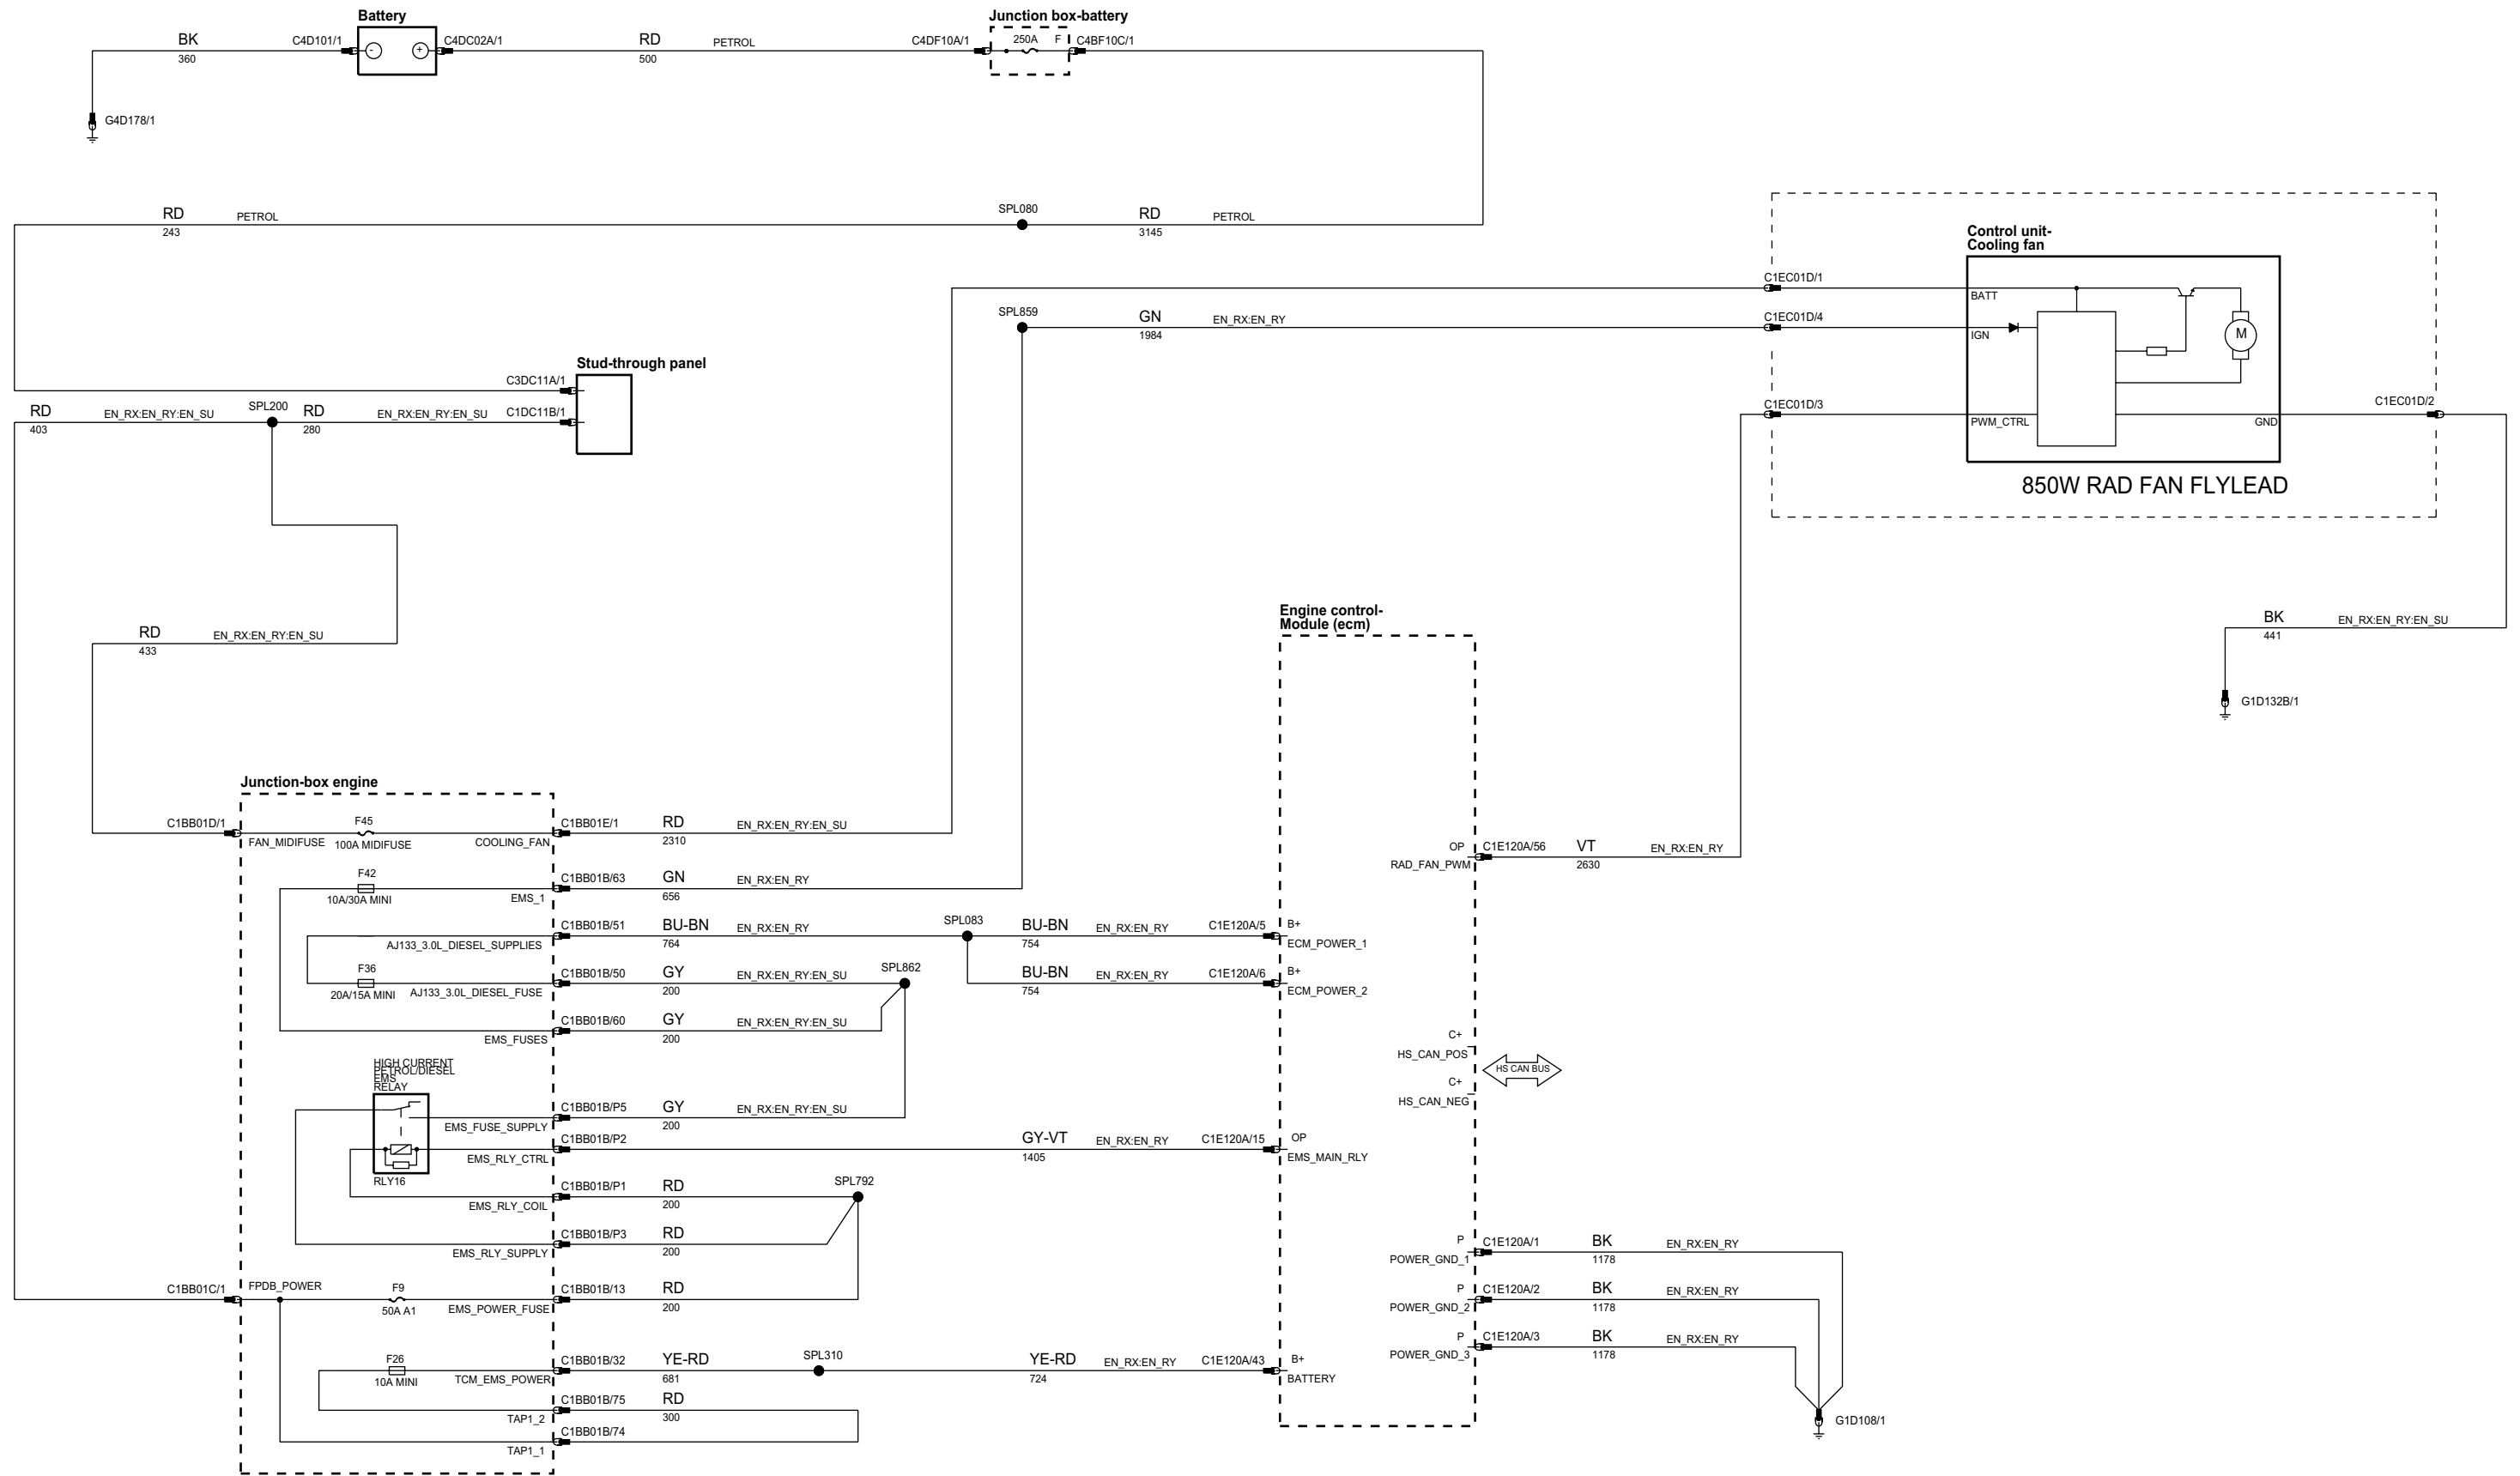 Battery
Junction box-battery
BK
360
C4D101/1
-
+
C4DC02A/1
RD
500
PETROL
C4DF10A/1
250A F
C4BF10C/1
G4D178/1
RD
243
PETROL
SPL080
RD
3145
PETROL
Control unit-
Cooling fan
C1EC01D/1
BATT
SPL859
GN
1984
EN_RX:EN_RY
C1EC01D/4
IGN
M
Stud-through panel
C3DC11A/1
RD
403
EN_RX:EN_RY:EN_SU
SPL200
RD
280
EN_RX:EN_RY:EN_SU
C1DC11B/1
C1EC01D/3
PWM_CTRL
GND
C1EC01D/2
850W RAD FAN FLYLEAD
RD
433
EN_RX:EN_RY:EN_SU
Engine control-
Module (ecm)
BK
441
EN_RX:EN_RY:EN_SU
G1D132B/1
Junction-box engine
C1BB01D/1
FAN_MIDIFUSE
F45
100A MIDIFUSE
COOLING_FAN
C1BB01E/1
RD
2310
EN_RX:EN_RY:EN_SU
OP
RAD_FAN_PWM
C1E120A/56
VT
2630
EN_RX:EN_RY
F42
10A/30A MINI
EMS_1
C1BB01B/63
GN
656
EN_RX:EN_RY
AJ133_3.0L_DIESEL_SUPPLIES
C1BB01B/51
BU-BN
764
EN_RX:EN_RY
SPL083
BU-BN
754
EN_RX:EN_RY
C1E120A/5
B+
ECM_POWER_1
F36
20A/15A MINI
AJ133_3.0L_DIESEL_FUSE
C1BB01B/50
GY
200
EN_RX:EN_RY:EN_SU
SPL862
BU-BN
754
EN_RX:EN_RY
C1E120A/6
B+
ECM_POWER_2
EMS_FUSES
C1BB01B/60
GY
200
EN_RX:EN_RY:EN_SU
C+
HS_CAN_POS
HS CAN BUS
C+
HS_CAN_NEG
HIGH CURRENT
PETROL/DIESEL
EMS
RELAY
RLY16
EMS_FUSE_SUPPLY
C1BB01B/P5
GY
200
EN_RX:EN_RY:EN_SU
EMS_RLY_CTRL
C1BB01B/P2
GY-VT
1405
EN_RX:EN_RY
C1E120A/15
OP
EMS_MAIN_RLY
EMS_RLY_COIL
C1BB01B/P1
RD
200
SPL792
EMS_RLY_SUPPLY
C1BB01B/P3
RD
200
P
POWER_GND_1
C1E120A/1
BK
1178
EN_RX:EN_RY
C1BB01C/1
FPDB_POWER
F9
50A A1
EMS_POWER_FUSE
C1BB01B/13
RD
200
P
POWER_GND_2
C1E120A/2
BK
1178
EN_RX:EN_RY
P
POWER_GND_3
C1E120A/3
BK
1178
EN_RX:EN_RY
F26
10A MINI
TCM_EMS_POWER
C1BB01B/32
YE-RD
681
SPL310
YE-RD
724
EN_RX:EN_RY
C1E120A/43
B+
BATTERY
TAP1_2
C1BB01B/75
RD
300
G1D108/1
TAP1_1
C1BB01B/74